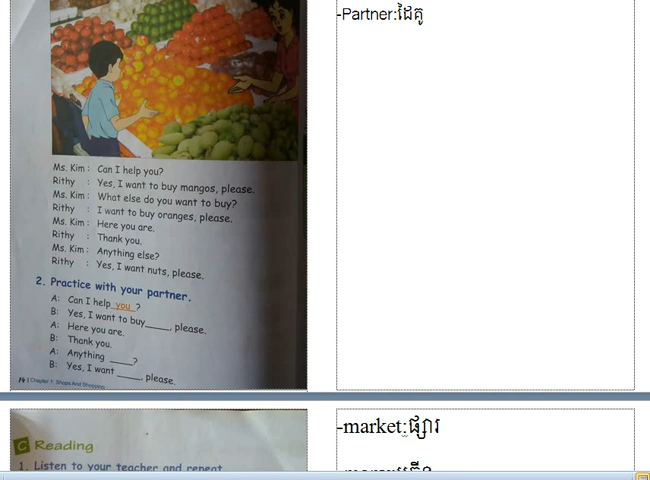 Ms. Kim : Can I help you?
Rithy : Yes, I want to buy mangos, please.
Ms. Kim : What else do you want to buy?
Rithy : I want to buy oranges, please.
Ms. Kim : Here you are.
Rithy : Thank you.
Ms. Kim : Anything else?
Rithy : Yes, I want nuts, please.
2. Practice with your partner.
A: Can I help you ?
B: Yes, I want to buy_____, please.
A: Here you are.
B: Thank you.
A: Anything ____?
B: Yes, I want _____, please.
14 | Chapter 7: Shops And Shopping
-Partner:ដៃគូ
C Reading
1. Listen to your teacher and repeat
-market:ផ្សារ